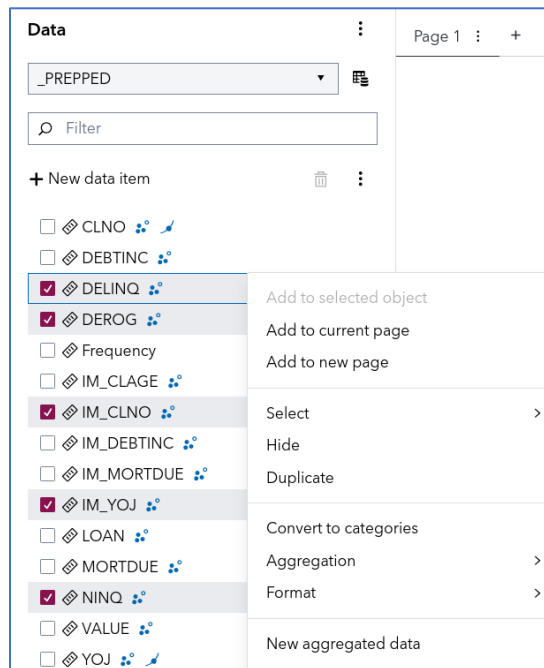 Data
Page 1
+
_PREPPED
Filter
+ New data item
CLNO
DEBTINC
DELINQ
DEROG
Frequency
IM_CLAGE
IM_CLNO
IM_DEBTINC
IM_MORTDUE
IM_YOJ
LOAN
MORTDUE
NINQ
VALUE
YOJ
Add to selected object
Add to current page
Add to new page
Select
Hide
Duplicate
Convert to categories
Aggregation
Format
New aggregated data